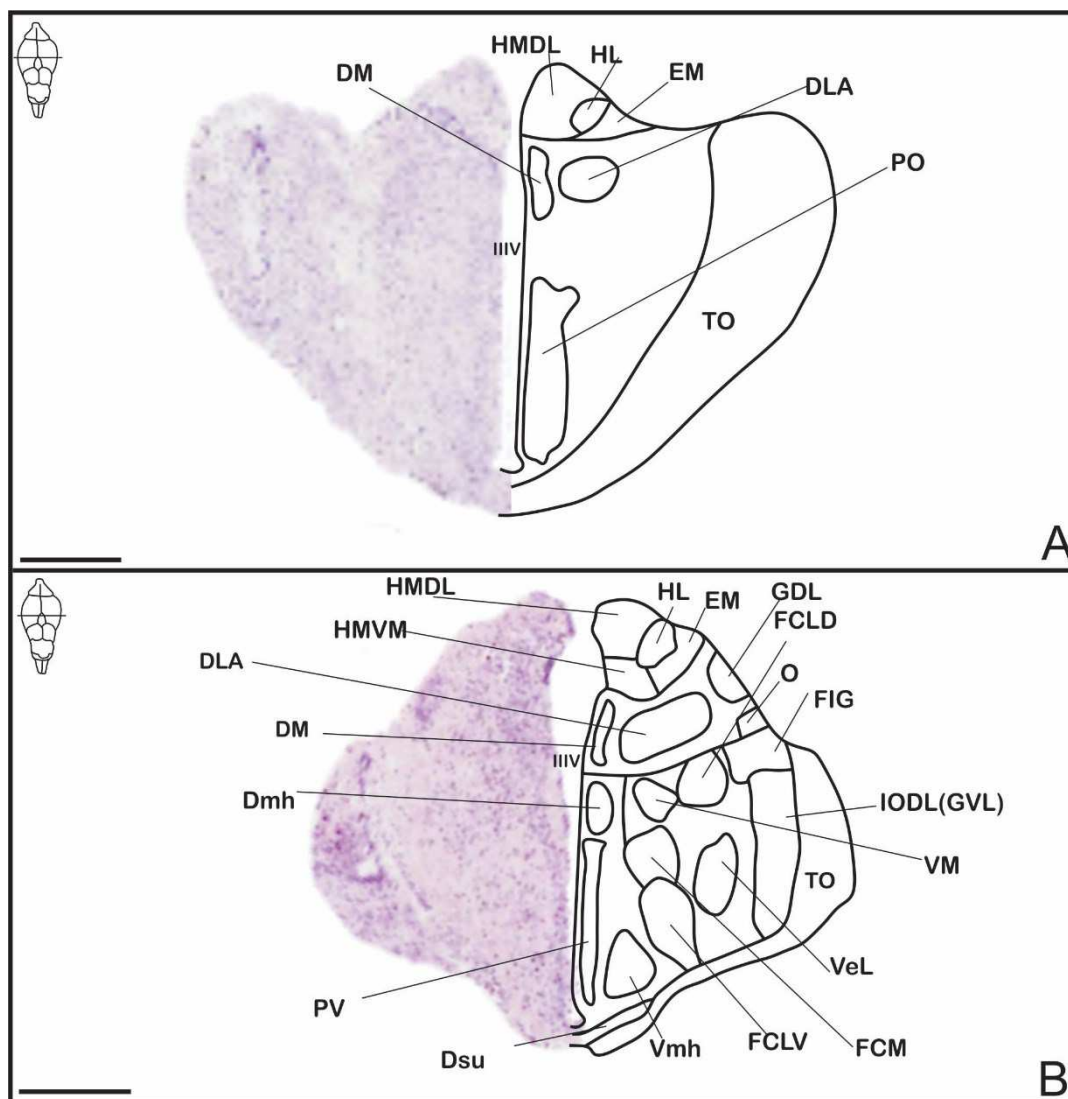 HMDL
HL
EM
DM
DLA
PO
IIIV
TO
A
HMDL
HL
EM
GDL
FCLD
HMVM
O
DLA
FIG
DM
IIIV
Dmh
IODL(GVL)
VM
TO
VeL
PV
Dsu
Vmh
FCLV
FCM
B